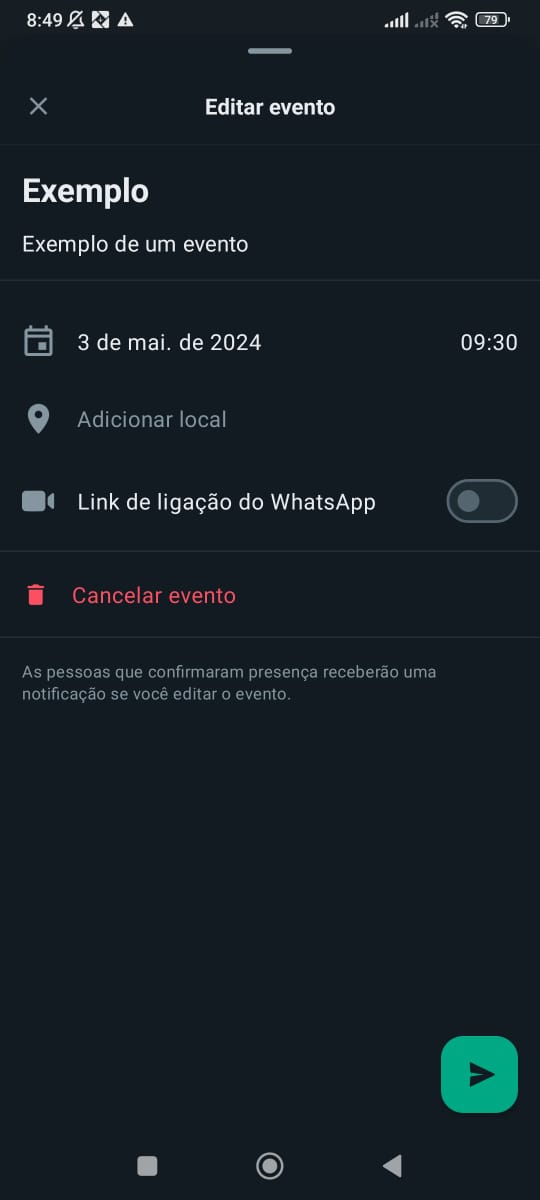 8:49
79
Editar evento
Exemplo
Exemplo de um evento
3 de mai. de 2024 09:30
Adicionar local
Link de ligação do WhatsApp
Cancelar evento
As pessoas que confirmaram presença receberão uma
notificação se você editar o evento.